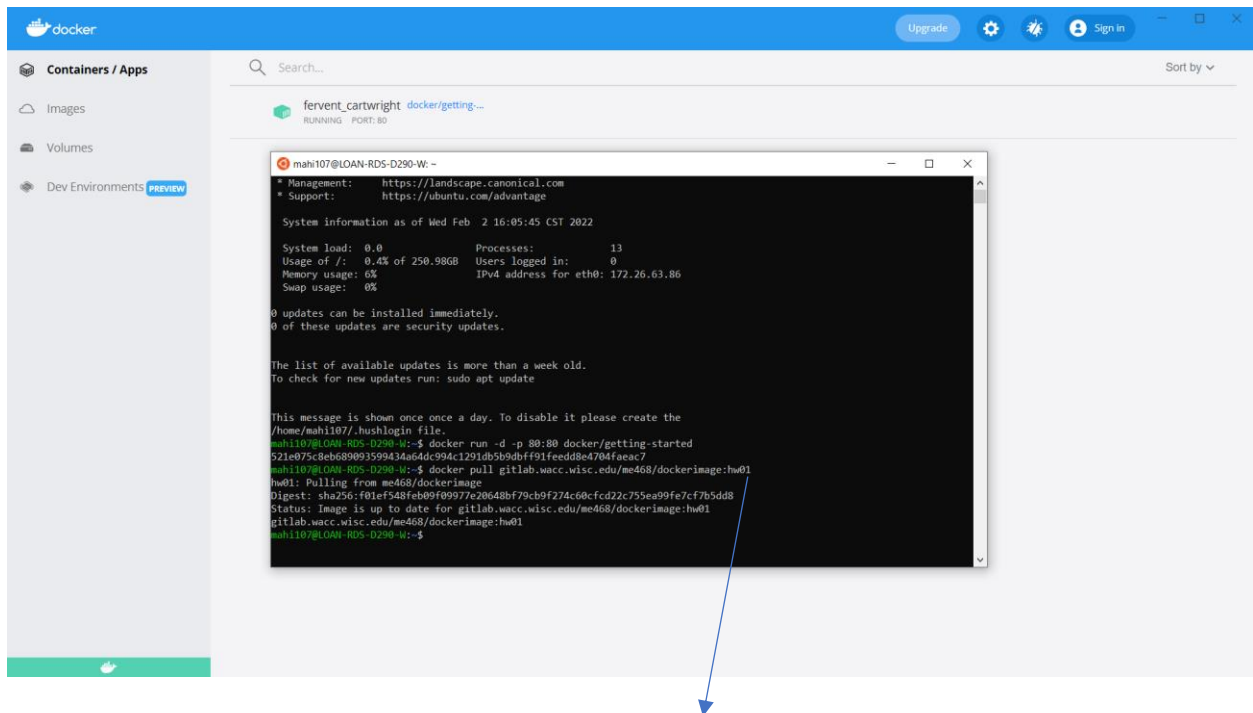 docker
Upgrade
Sign in
Containers / Apps
Search...
Sort by
fervent_cartwright docker/getting-...
RUNNING PORT: 80
Images
Volumes
Dev Environments PREVIEW
mahi107@LOAN-RDS-D290-W: ~
* Management: https://landscape.canonical.com
* Support: https://ubuntu.com/advantage
System information as of Wed Feb 2 16:05:45 CST 2022
System load: 0.0 Processes: 13
Usage of /: 0.4% of 250.98GB Users logged in: 0
Memory usage: 6% IPv4 address for eth0: 172.26.63.86
Swap usage: 0%
0 updates can be installed immediately.
0 of these updates are security updates.
The list of available updates is more than a week old.
To check for new updates run: sudo apt update
This message is shown once once a day. To disable it please create the
/home/mahi107/.hushlogin file.
mahi107@LOAN-RDS-D290-W:~$ docker run -d -p 80:80 docker/getting-started
521e075c8eb689093599434a64dc994c1291db5b9dbff91feedd8e4704faeac7
mahi107@LOAN-RDS-D290-W:~$ docker pull gitlab.wacc.wisc.edu/me468/dockerimage:hw01
hw01: Pulling from me468/dockerimage
Digest: sha256:f01ef548feb09f09977e20648bf79cb9f274c60cfcd22c755ea99fe7cf7b5dd8
Status: Image is up to date for gitlab.wacc.wisc.edu/me468/dockerimage:hw01
gitlab.wacc.wisc.edu/me468/dockerimage:hw01
mahi107@LOAN-RDS-D290-W:~$